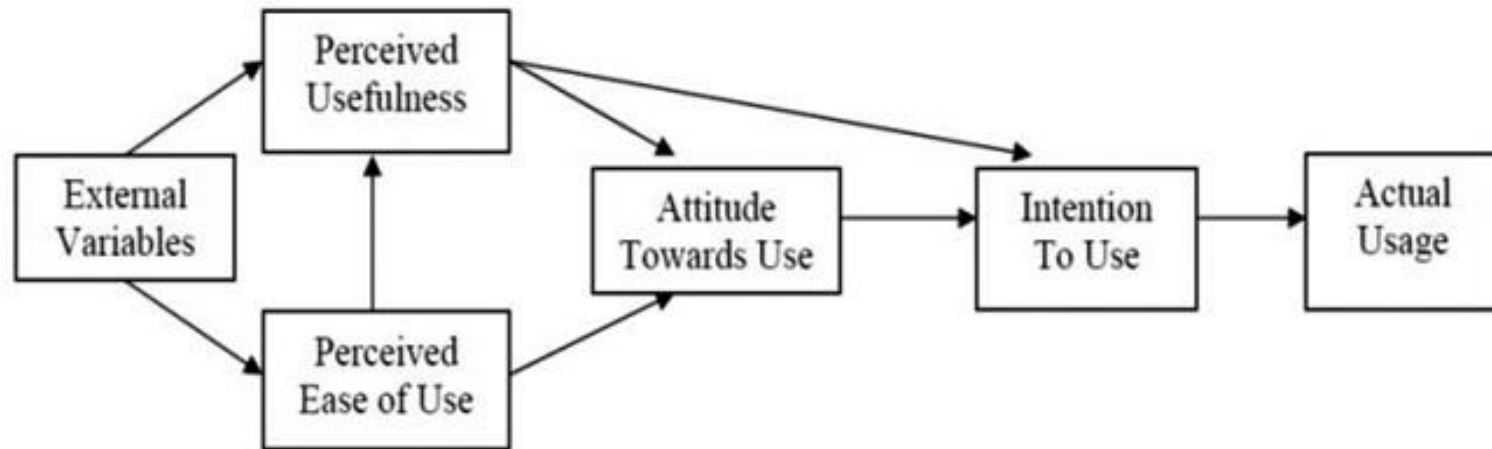 Perceived
Usefulness
External
Variables
Perceived
Ease of Use
Attitude
Towards Use
Intention
To Use
Actual
Usage